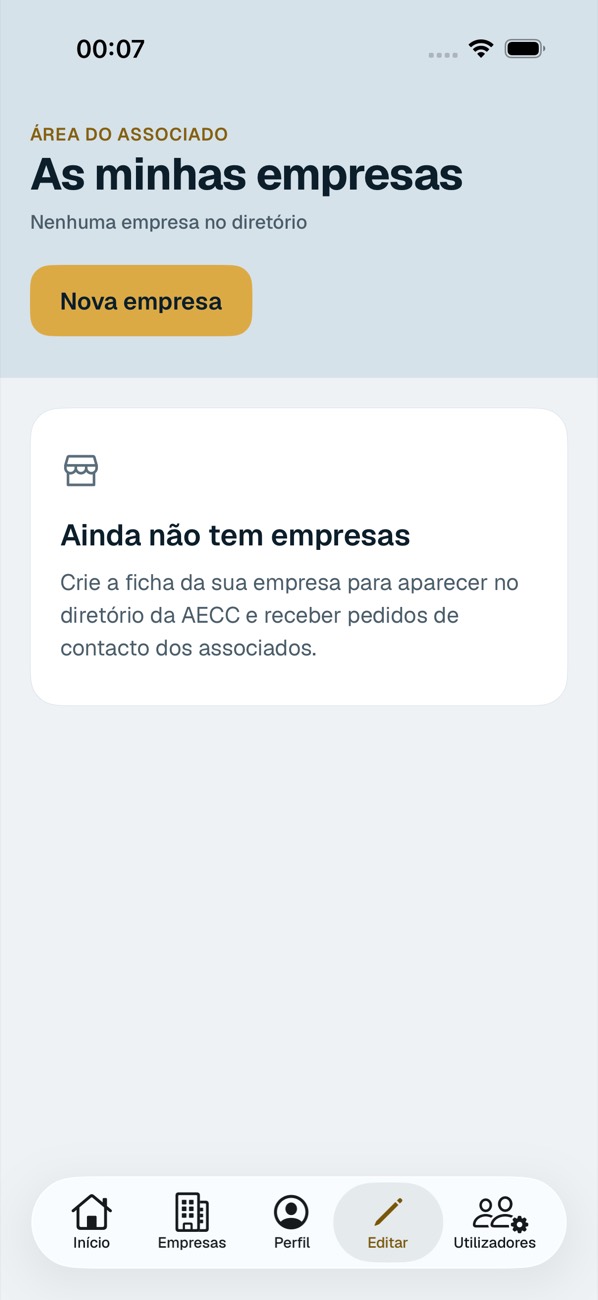 00:07
ÁREA DO ASSOCIADO
As minhas empresas
Nenhuma empresa no diretório
Nova empresa
Ainda não tem empresas
Crie a ficha da sua empresa para aparecer no
diretório da AECC e receber pedidos de
contacto dos associados.
Início
Empresas
Perfil
Editar
Utilizadores